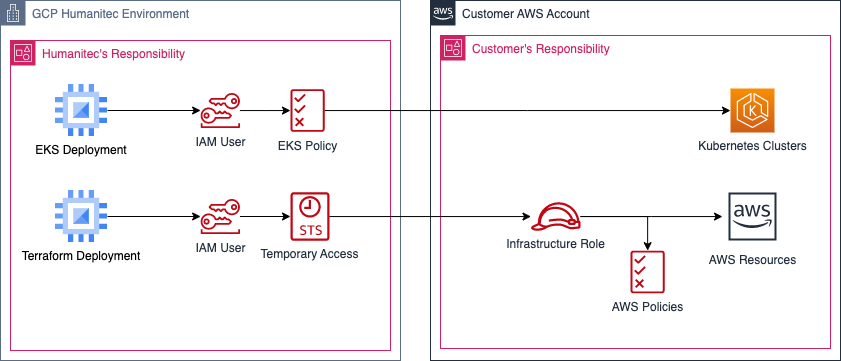 GCP Humanitec Environment
Humanitec's Responsibility
EKS Deployment
IAM User
EKS Policy
Terraform Deployment
IAM User
STS
Temporary Access
aws
Customer AWS Account
Customer's Responsibility
K
Kubernetes Clusters
Infrastructure Role
AWS Policies
aws
AWS Resources